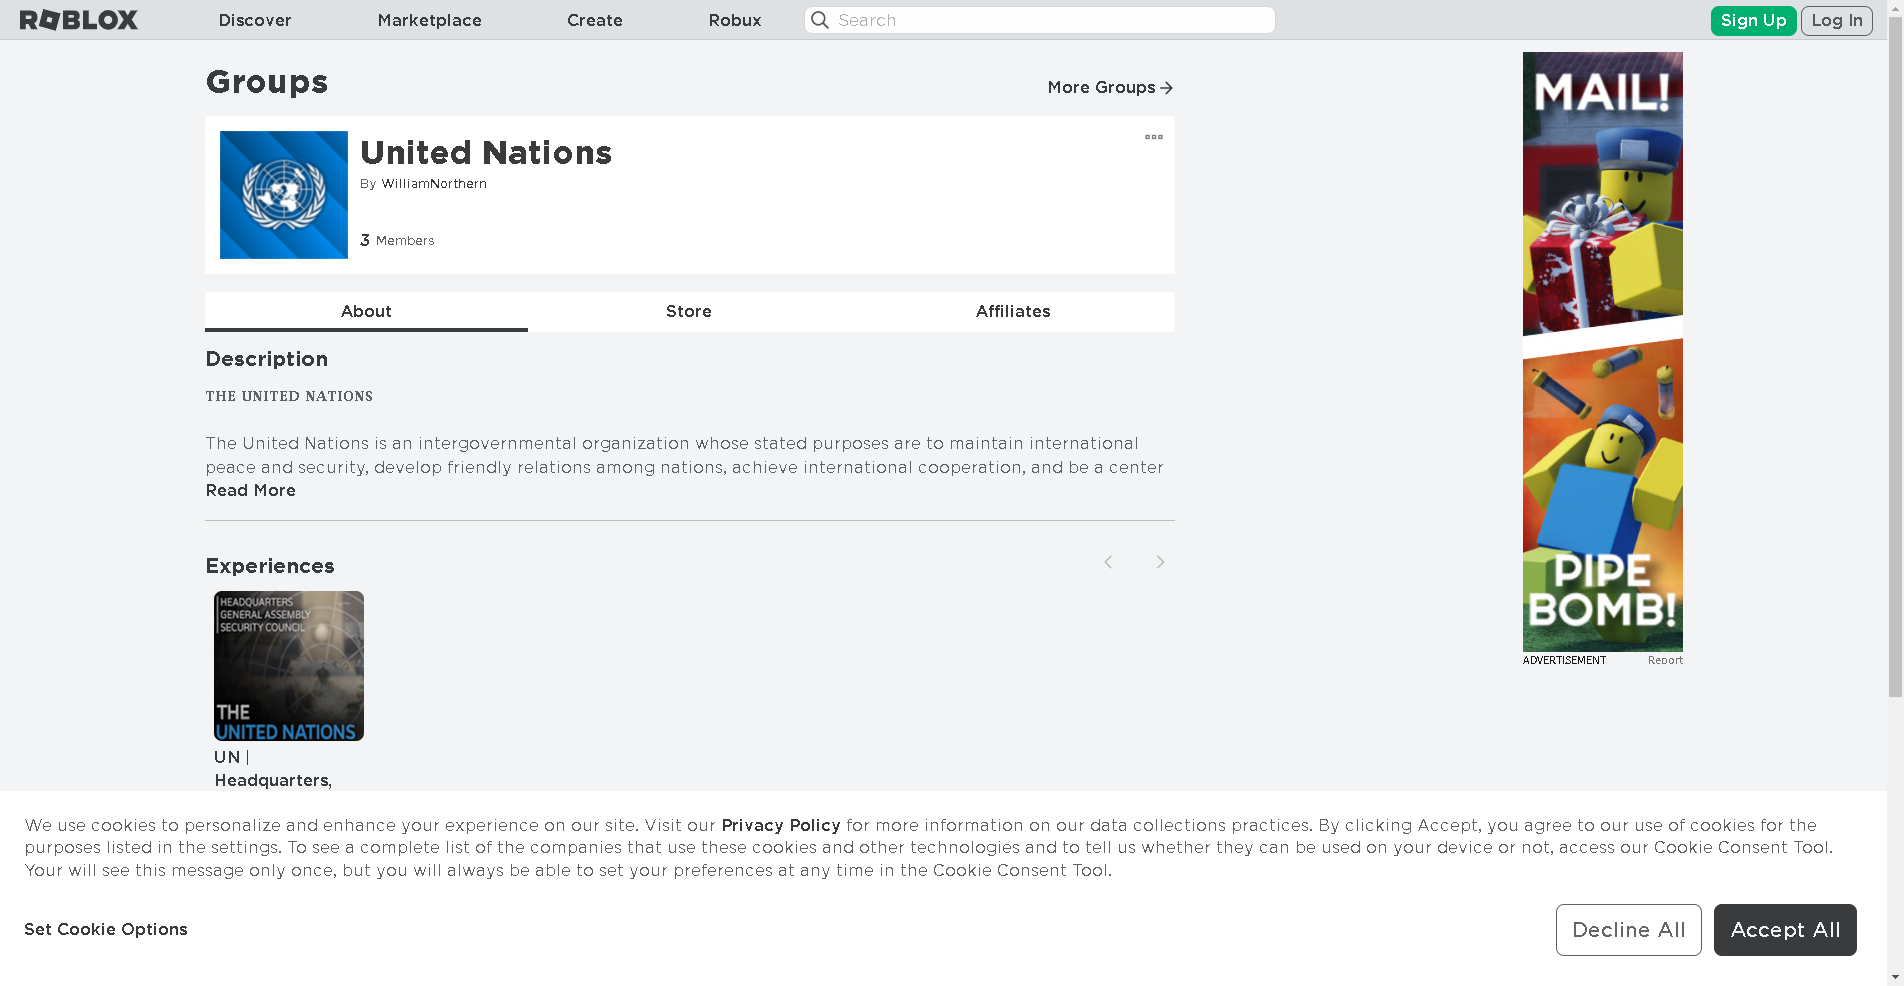 ROBLOX
Discover
Marketplace
Create
Robux
Search
Sign Up
Log In
Groups
More Groups
United Nations
By WilliamNorthern
3 Members
About
Store
Affiliates
Description
THE UNITED NATIONS
The United Nations is an intergovernmental organization whose stated purposes are to maintain international
peace and security, develop friendly relations among nations, achieve international cooperation, and be a center
Read More
Experiences
HEADQUARTERS
GENERAL ASSEMBLY
SECURITY COUNCIL
THE
UNITED NATIONS
UN |
Headquarters,
MAIL!
PIPE
BOMB!
ADVERTISEMENT
Report
We use cookies to personalize and enhance your experience on our site. Visit our Privacy Policy for more information on our data collections practices. By clicking Accept, you agree to our use of cookies for the
purposes listed in the settings. To see a complete list of the companies that use these cookies and other technologies and to tell us whether they can be used on your device or not, access our Cookie Consent Tool.
Your will see this message only once, but you will always be able to set your preferences at any time in the Cookie Consent Tool.
Set Cookie Options
Decline All
Accept All